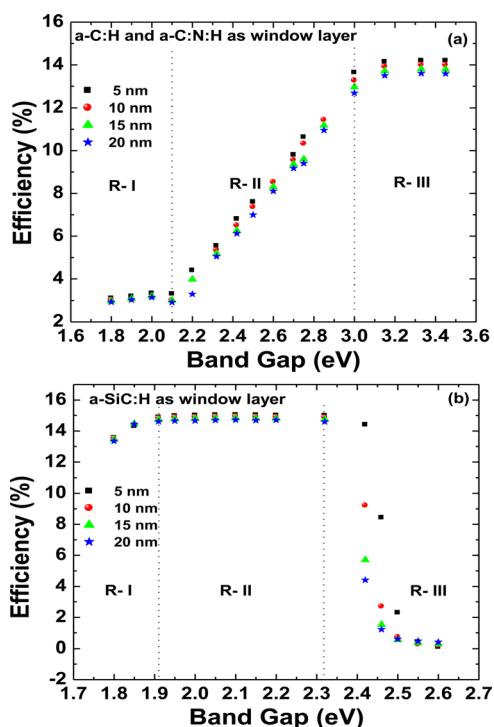 a-C:H and a-C:N:H as window layer
(a)
5 nm
10 nm
15 nm
20 nm
R- I
R- II
R- III
Efficiency (%)
16
14
12
10
8
6
4
2
1.6 1.8 2.0 2.2 2.4 2.6 2.8 3.0 3.2 3.4 3.6
Band Gap (eV)
a-SiC:H as window layer
(b)
5 nm
10 nm
15 nm
20 nm
R- I
R- II
R- III
Efficiency (%)
16
14
12
10
8
6
4
2
0
-2
1.7 1.8 1.9 2.0 2.1 2.2 2.3 2.4 2.5 2.6 2.7
Band Gap (eV)